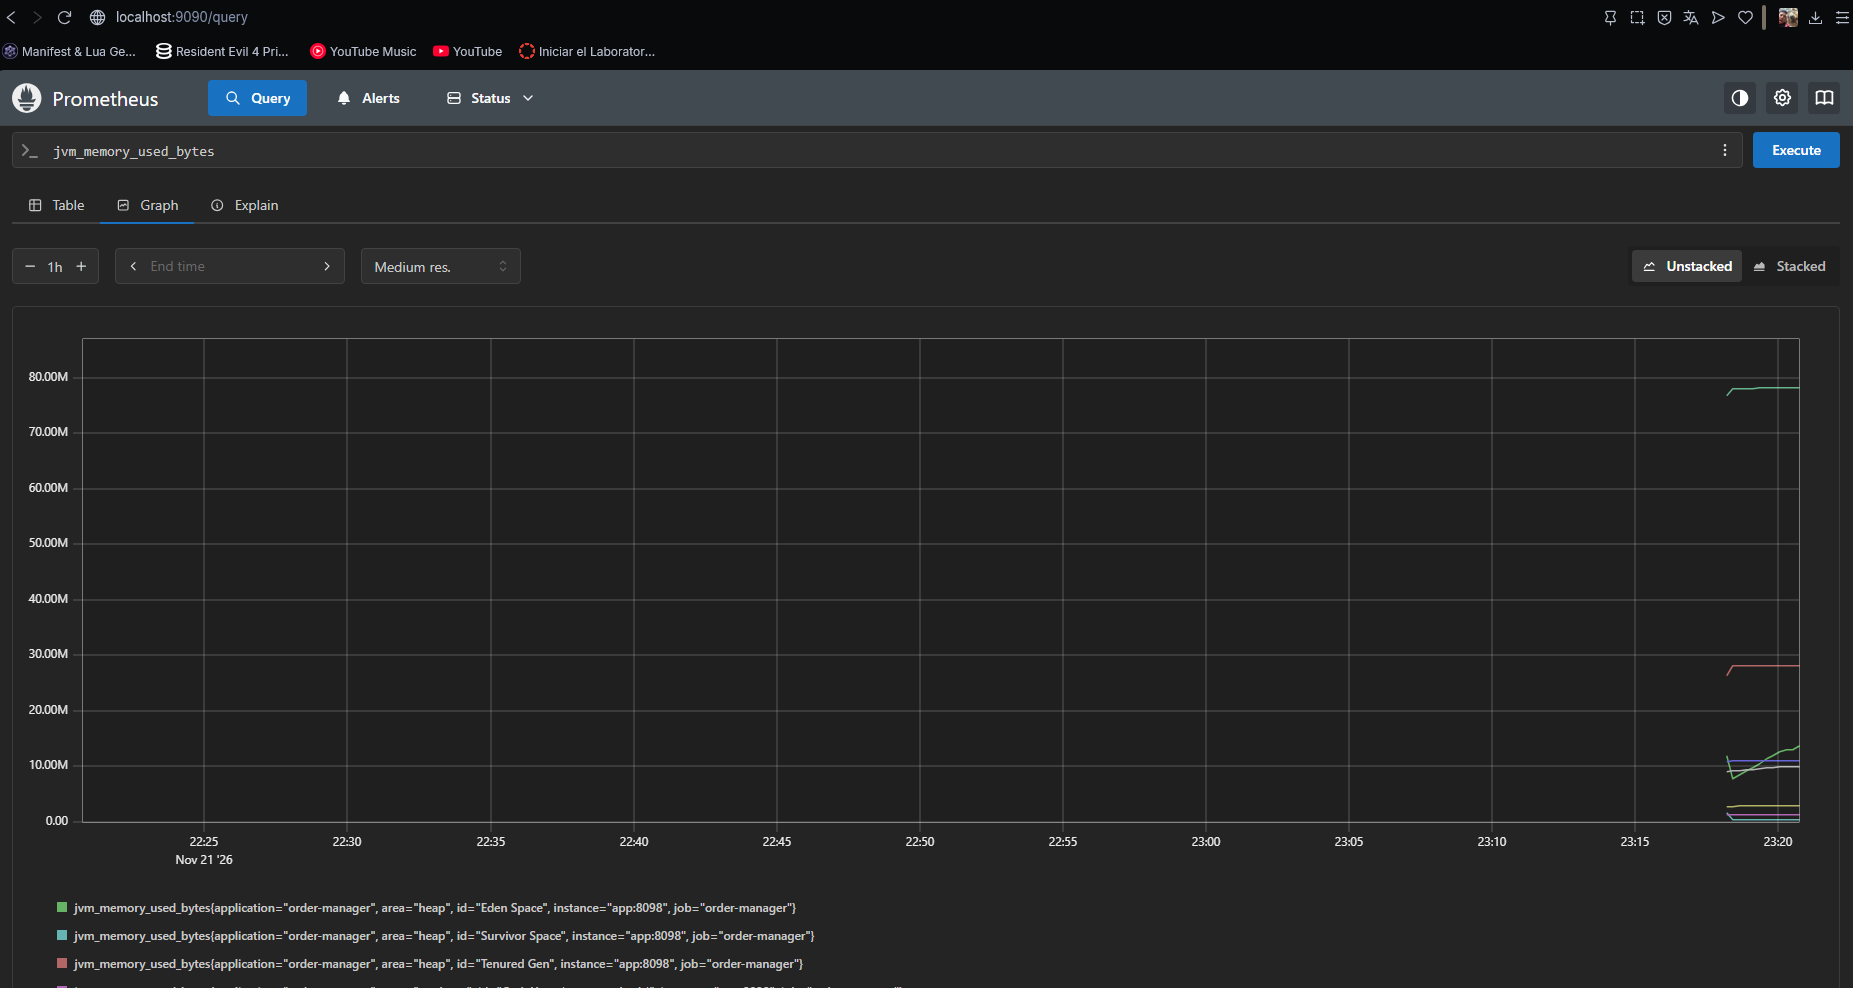 localhost:9090/query
Manifest & Lua Ge... Resident Evil 4 Pri... YouTube Music YouTube Iniciar el Laborator...
Prometheus Query Alerts Status
jvm_memory_used_bytes Execute
Table Graph Explain
1h End time Medium res. Unstacked Stacked
80.00M
70.00M
60.00M
50.00M
40.00M
30.00M
20.00M
10.00M
0.00
22:25 22:30 22:35 22:40 22:45 22:50 22:55 23:00 23:05 23:10 23:15 23:20
Nov 21 '26
jvm_memory_used_bytes{application="order-manager", area="heap", id="Eden Space", instance="app:8098", job="order-manager"}
jvm_memory_used_bytes{application="order-manager", area="heap", id="Survivor Space", instance="app:8098", job="order-manager"}
jvm_memory_used_bytes{application="order-manager", area="heap", id="Tenured Gen", instance="app:8098", job="order-manager"}